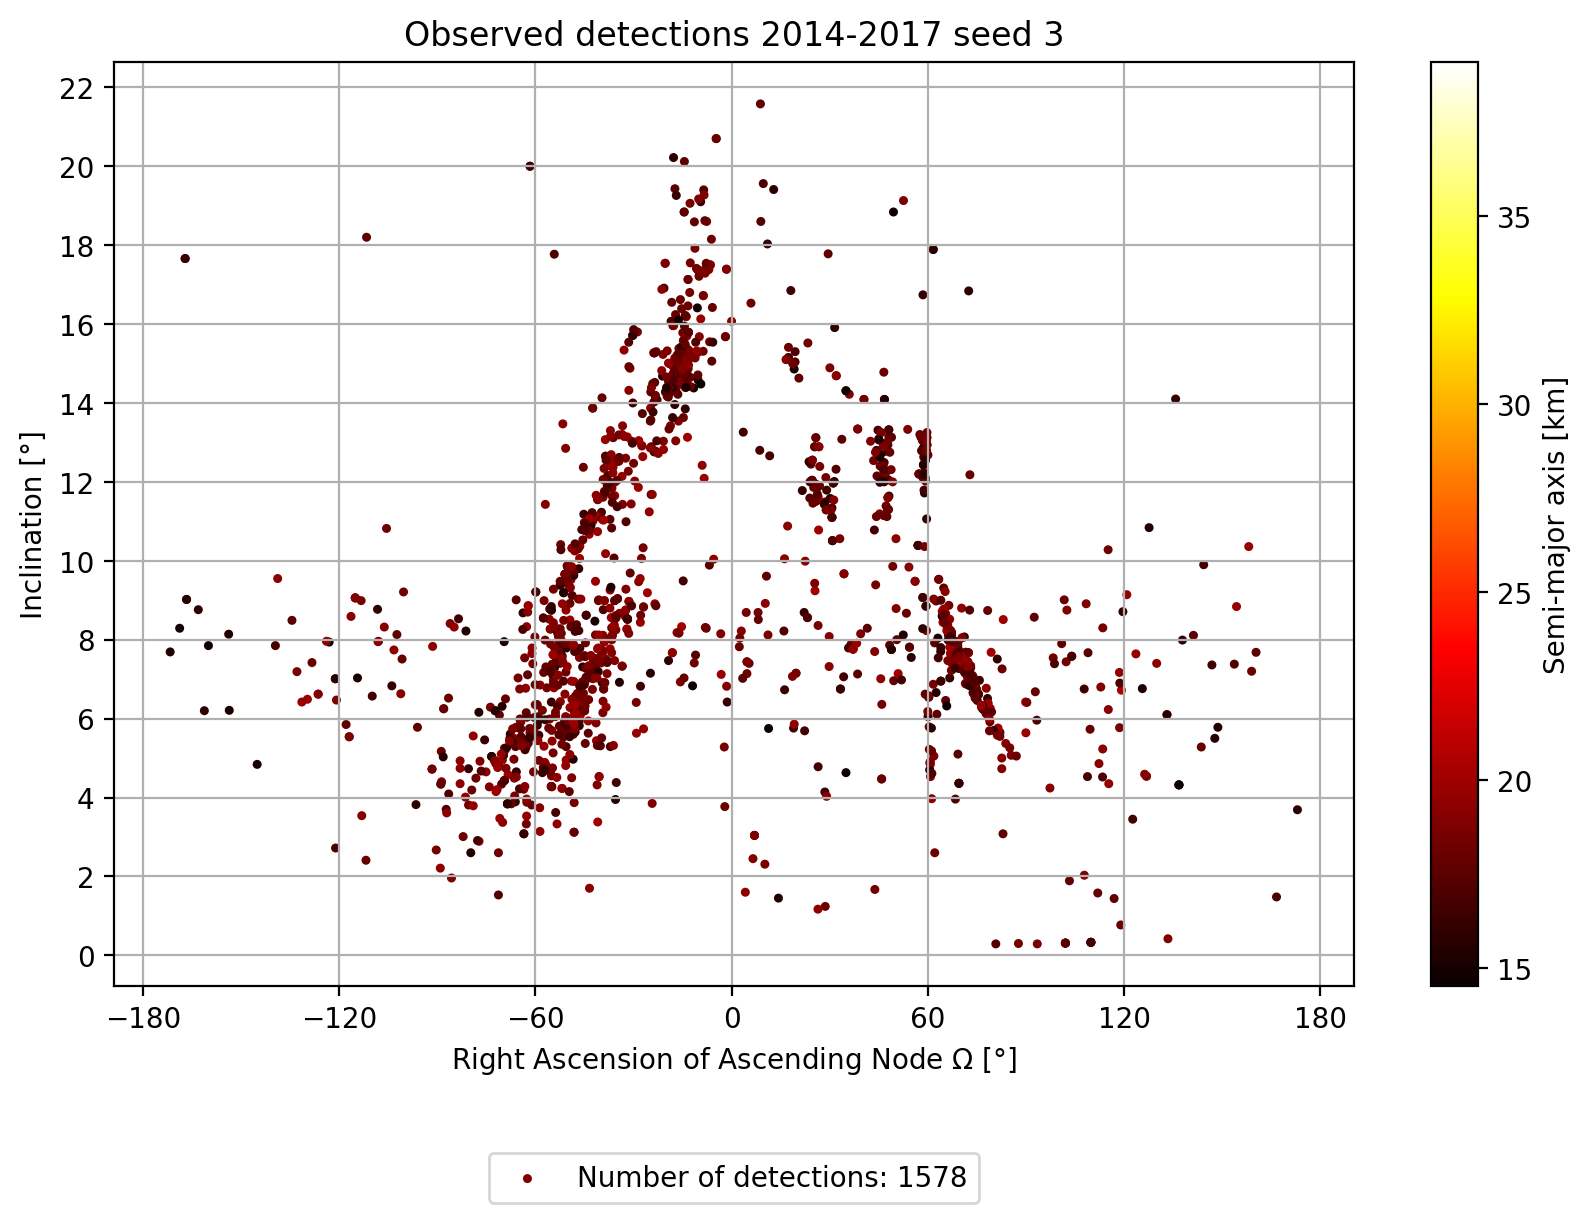 Observed detections 2014-2017 seed 3
22
20
18
16
14
12
10
8
6
4
2
0
Inclination [°]
−180 −120 −60 0 60 120 180
Right Ascension of Ascending Node Ω [°]
35
30
25
20
15
Semi-major axis [km]
Number of detections: 1578